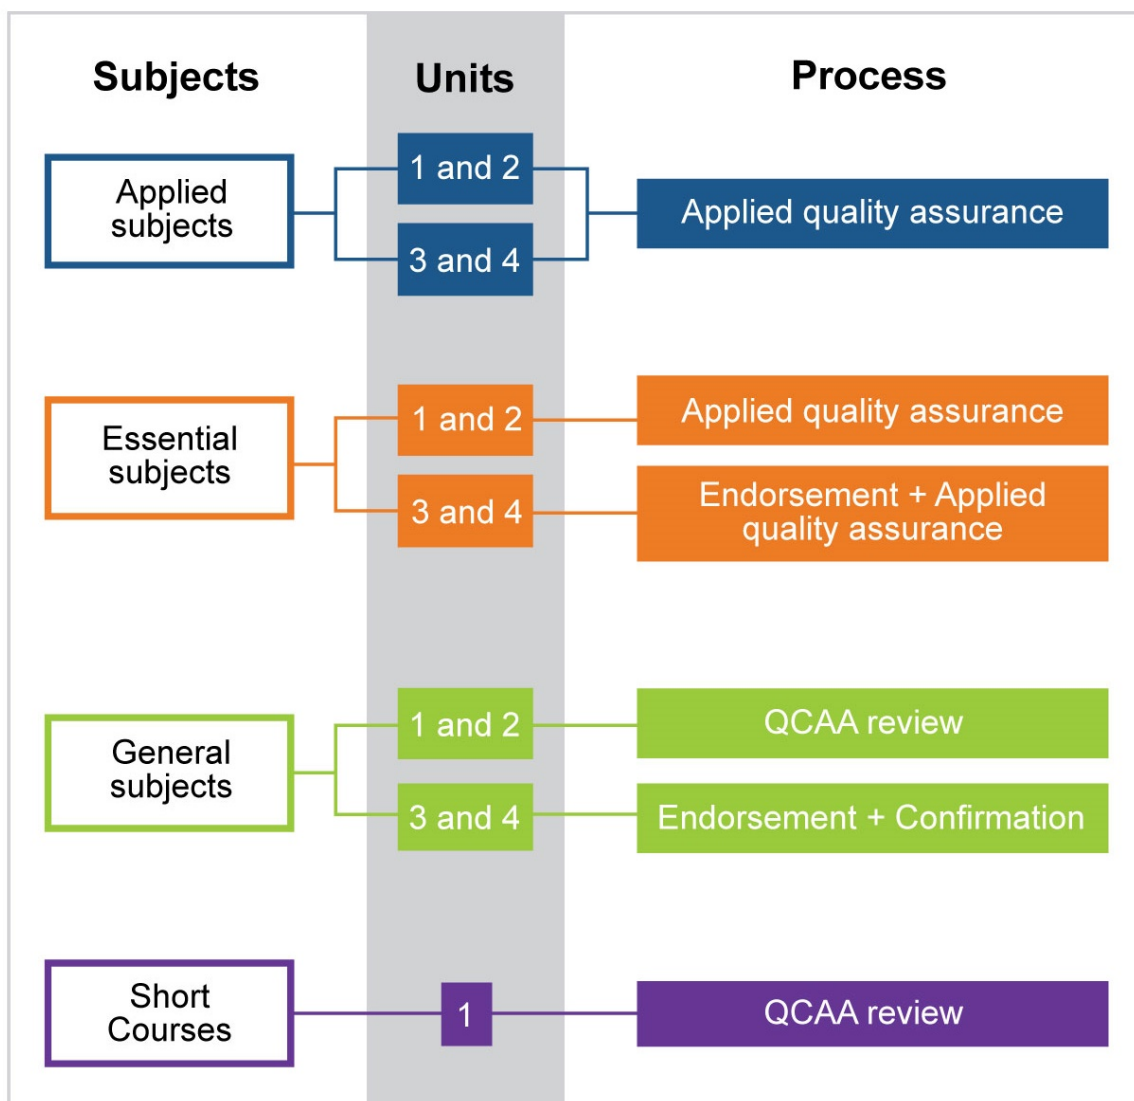 Subjects
Units
Process
Applied
subjects
1 and 2
3 and 4
Applied quality assurance
Essential
subjects
1 and 2
Applied quality assurance
3 and 4
Endorsement + Applied
quality assurance
General
subjects
1 and 2
QCAA review
3 and 4
Endorsement + Confirmation
Short
Courses
1
QCAA review